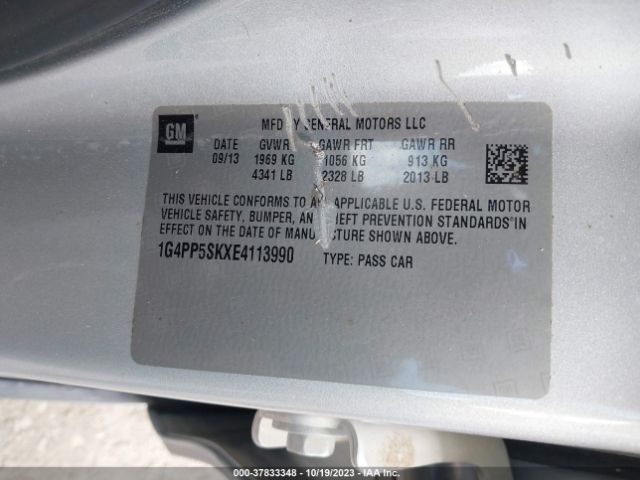 GM
MFD BY GENERAL MOTORS LLC
DATE GVWR GAWR FRT GAWR RR
09/13 1969 KG 1056 KG 913 KG
4341 LB 2328 LB 2013 LB
THIS VEHICLE CONFORMS TO ALL APPLICABLE U.S. FEDERAL MOTOR
VEHICLE SAFETY, BUMPER, AND THEFT PREVENTION STANDARDS IN
EFFECT ON THE DATE OF MANUFACTURE SHOWN ABOVE.
1G4PP5SKXE4113990 TYPE: PASS CAR
000-37833348 - 10/19/2023 - IAA Inc.